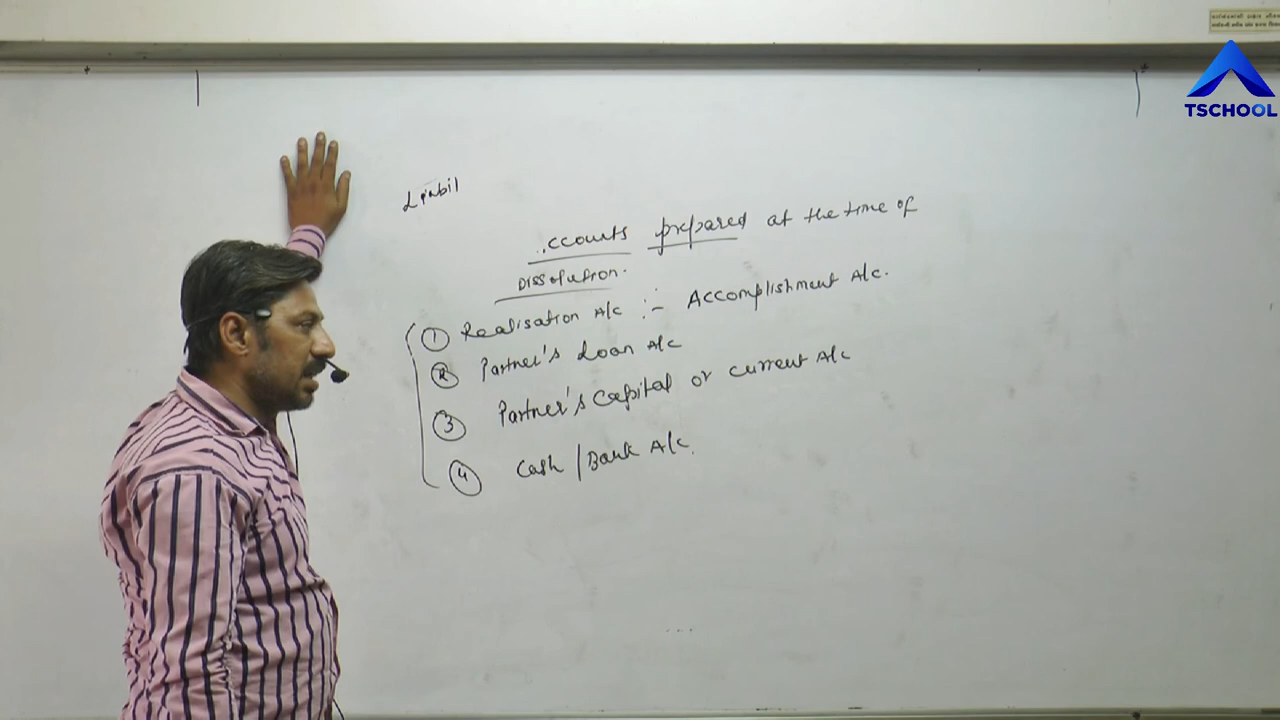 TSCHOOL
Liabil
ccounts prepared at the time of
Dissolution.
① Realisation A/c :- Accomplishment A/c.
② Partner's Loan A/c
③ Partner's Capital or current A/c
④ Cash / Bank A/c.